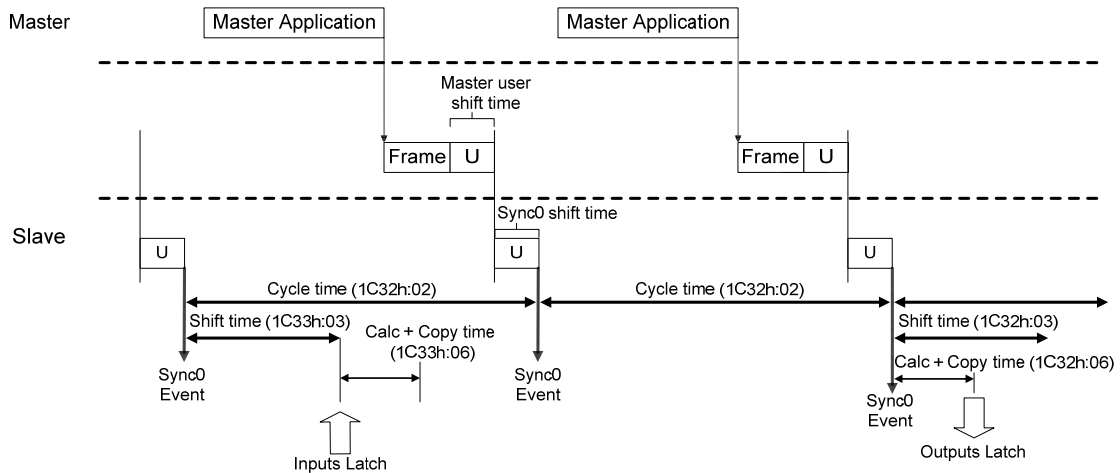 Master
Master Application
Master Application
Master user
shift time
Frame
U
Frame
U
Slave
Sync0 shift time
U
U
U
Cycle time (1C32h:02)
Cycle time (1C32h:02)
Shift time (1C33h:03)
Shift time (1C32h:03)
Calc + Copy time
(1C33h:06)
Calc + Copy time (1C32h:06)
Sync0
Event
Sync0
Event
Sync0
Event
Inputs Latch
Outputs Latch